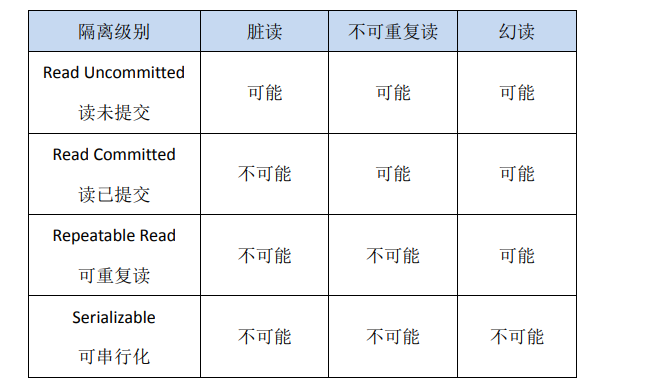 隔离级别 脏读 不可重复读 幻读
Read Uncommitted
读未提交
可能 可能 可能
Read Committed
读已提交
不可能 可能 可能
Repeatable Read
可重复读
不可能 不可能 可能
Serializable
可串行化
不可能 不可能 不可能